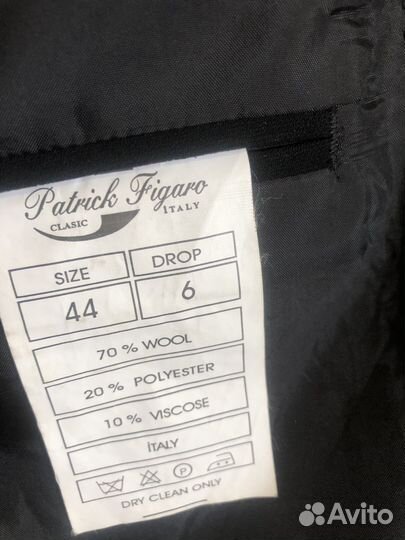 Patrick Figaro
CLASIC
ITALY
SIZE DROP
44 6
70 % WOOL
20 % POLYESTER
10 % VISCOSE
İTALY
P
DRY CLEAN ONLY
Avito